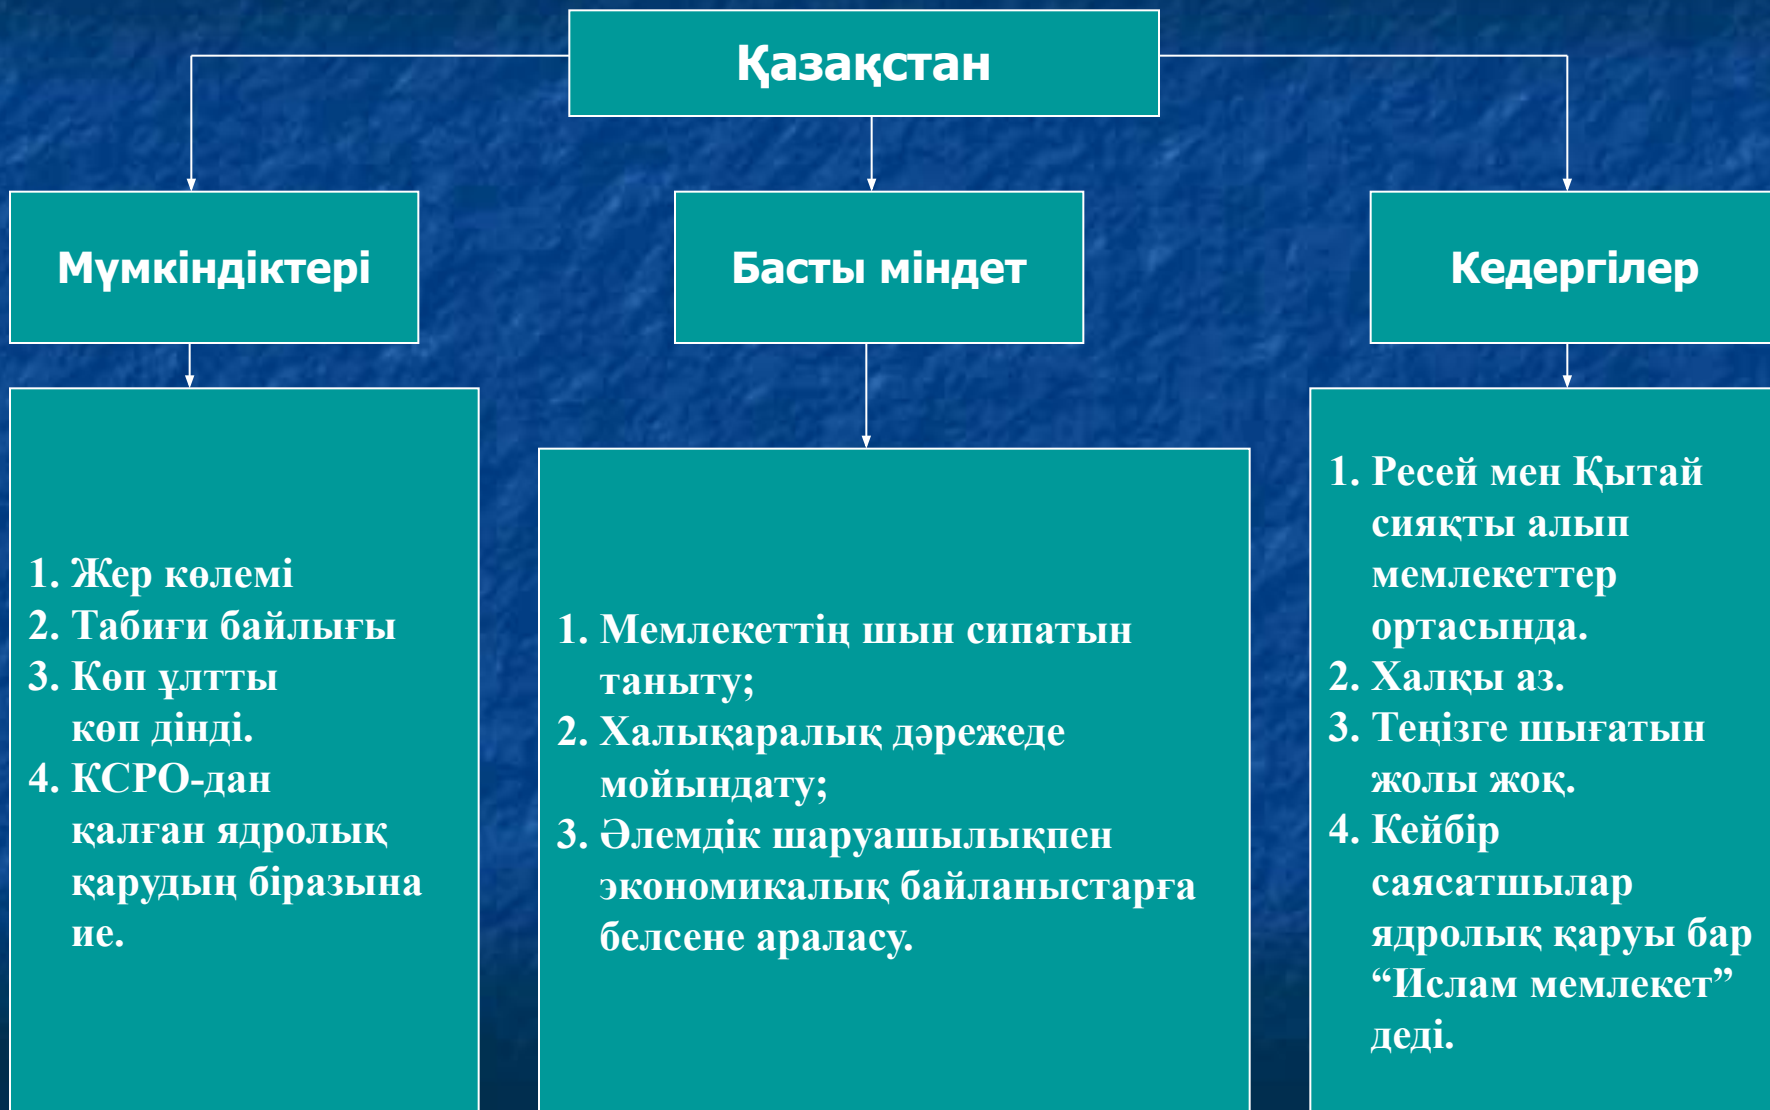 Қазақстан
Мүмкіндіктері
Басты міндет
Кедергілер
1. Жер көлемі
2. Табиғи байлығы
3. Көп ұлтты
көп дінді.
4. КСРО-дан
қалған ядролық
қарудың біразына
ие.
1. Мемлекеттің шын сипатын
таныту;
2. Халықаралық дәрежеде
мойындату;
3. Әлемдік шаруашылықпен
экономикалық байланыстарға
белсене араласу.
1. Ресей мен Қытай
сияқты алып
мемлекеттер
ортасында.
2. Халқы аз.
3. Теңізге шығатын
жолы жоқ.
4. Кейбір
саясатшылар
ядролық қаруы бар
“Ислам мемлекет”
деді.